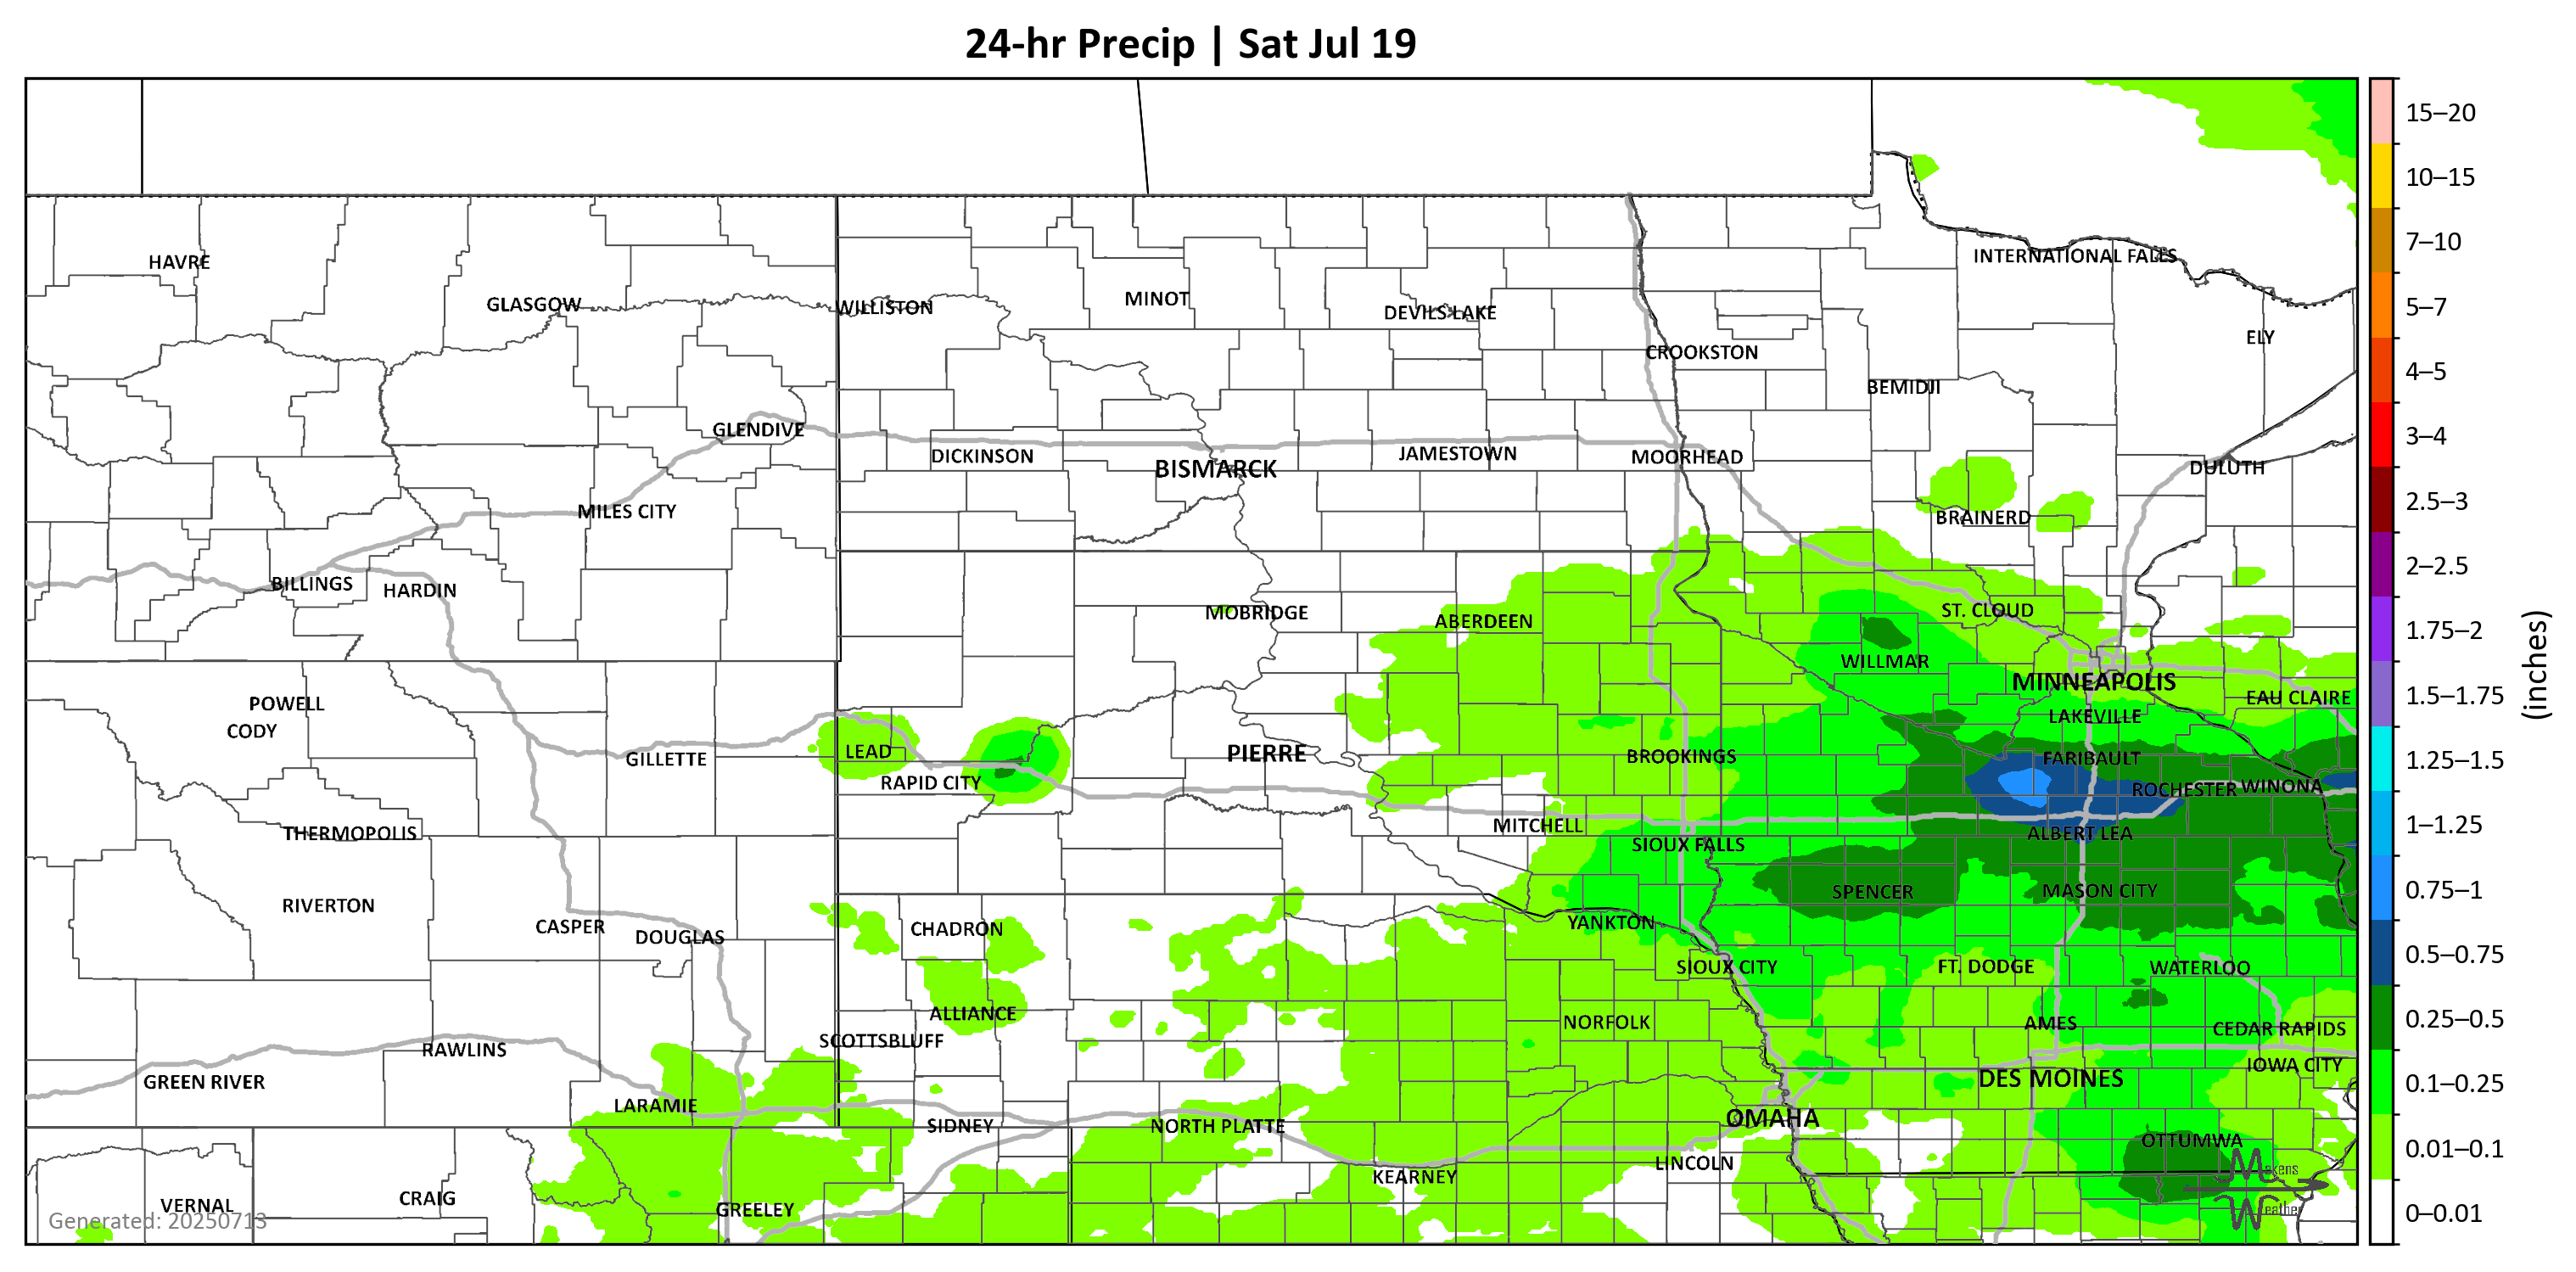 24-hr Precip | Sat Jul 19
15–20
10–15
7–10
5–7
4–5
3–4
2.5–3
2–2.5
1.75–2
1.5–1.75
1.25–1.5
1–1.25
0.75–1
0.5–0.75
0.25–0.5
0.1–0.25
0.01–0.1
0–0.01
(inches)
HAVRE
GLASGOW
WILLISTON
MINOT
DEVILS LAKE
INTERNATIONAL FALLS
ELY
CROOKSTON
BEMIDJI
GLENDIVE
DICKINSON
BISMARCK
JAMESTOWN
MOORHEAD
DULUTH
MILES CITY
BRAINERD
BILLINGS
HARDIN
MOBRIDGE
ABERDEEN
ST. CLOUD
WILLMAR
MINNEAPOLIS
EAU CLAIRE
POWELL
CODY
LAKEVILLE
GILLETTE
LEAD
RAPID CITY
PIERRE
BROOKINGS
FARIBAULT
ROCHESTER
WINONA
THERMOPOLIS
MITCHELL
SIOUX FALLS
ALBERT LEA
RIVERTON
SPENCER
MASON CITY
CASPER
DOUGLAS
CHADRON
YANKTON
SIOUX CITY
FT. DODGE
WATERLOO
ALLIANCE
NORFOLK
AMES
CEDAR RAPIDS
SCOTTSBLUFF
RAWLINS
IOWA CITY
GREEN RIVER
DES MOINES
LARAMIE
SIDNEY
NORTH PLATTE
OMAHA
OTTUMWA
LINCOLN
KEARNEY
VERNAL
CRAIG
GREELEY
Generated: 20250713
Makens
Weather